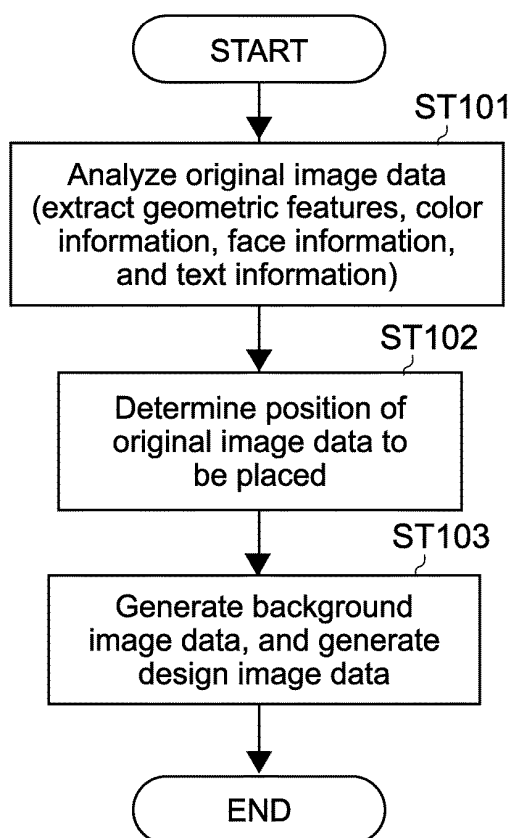 START
ST101
Analyze original image data
(extract geometric features, color
information, face information,
and text information)
ST102
Determine position of
original image data to
be placed
ST103
Generate background
image data, and generate
design image data
END